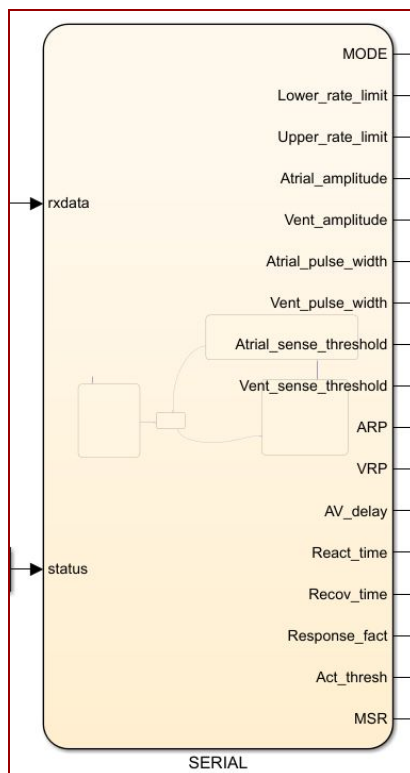 MODE
Lower_rate_limit
Upper_rate_limit
Atrial_amplitude
rxdata
Vent_amplitude
Atrial_pulse_width
Vent_pulse_width
Atrial_sense_threshold
Vent_sense_threshold
ARP
VRP
AV_delay
React_time
status
Recov_time
Response_fact
Act_thresh
MSR
SERIAL